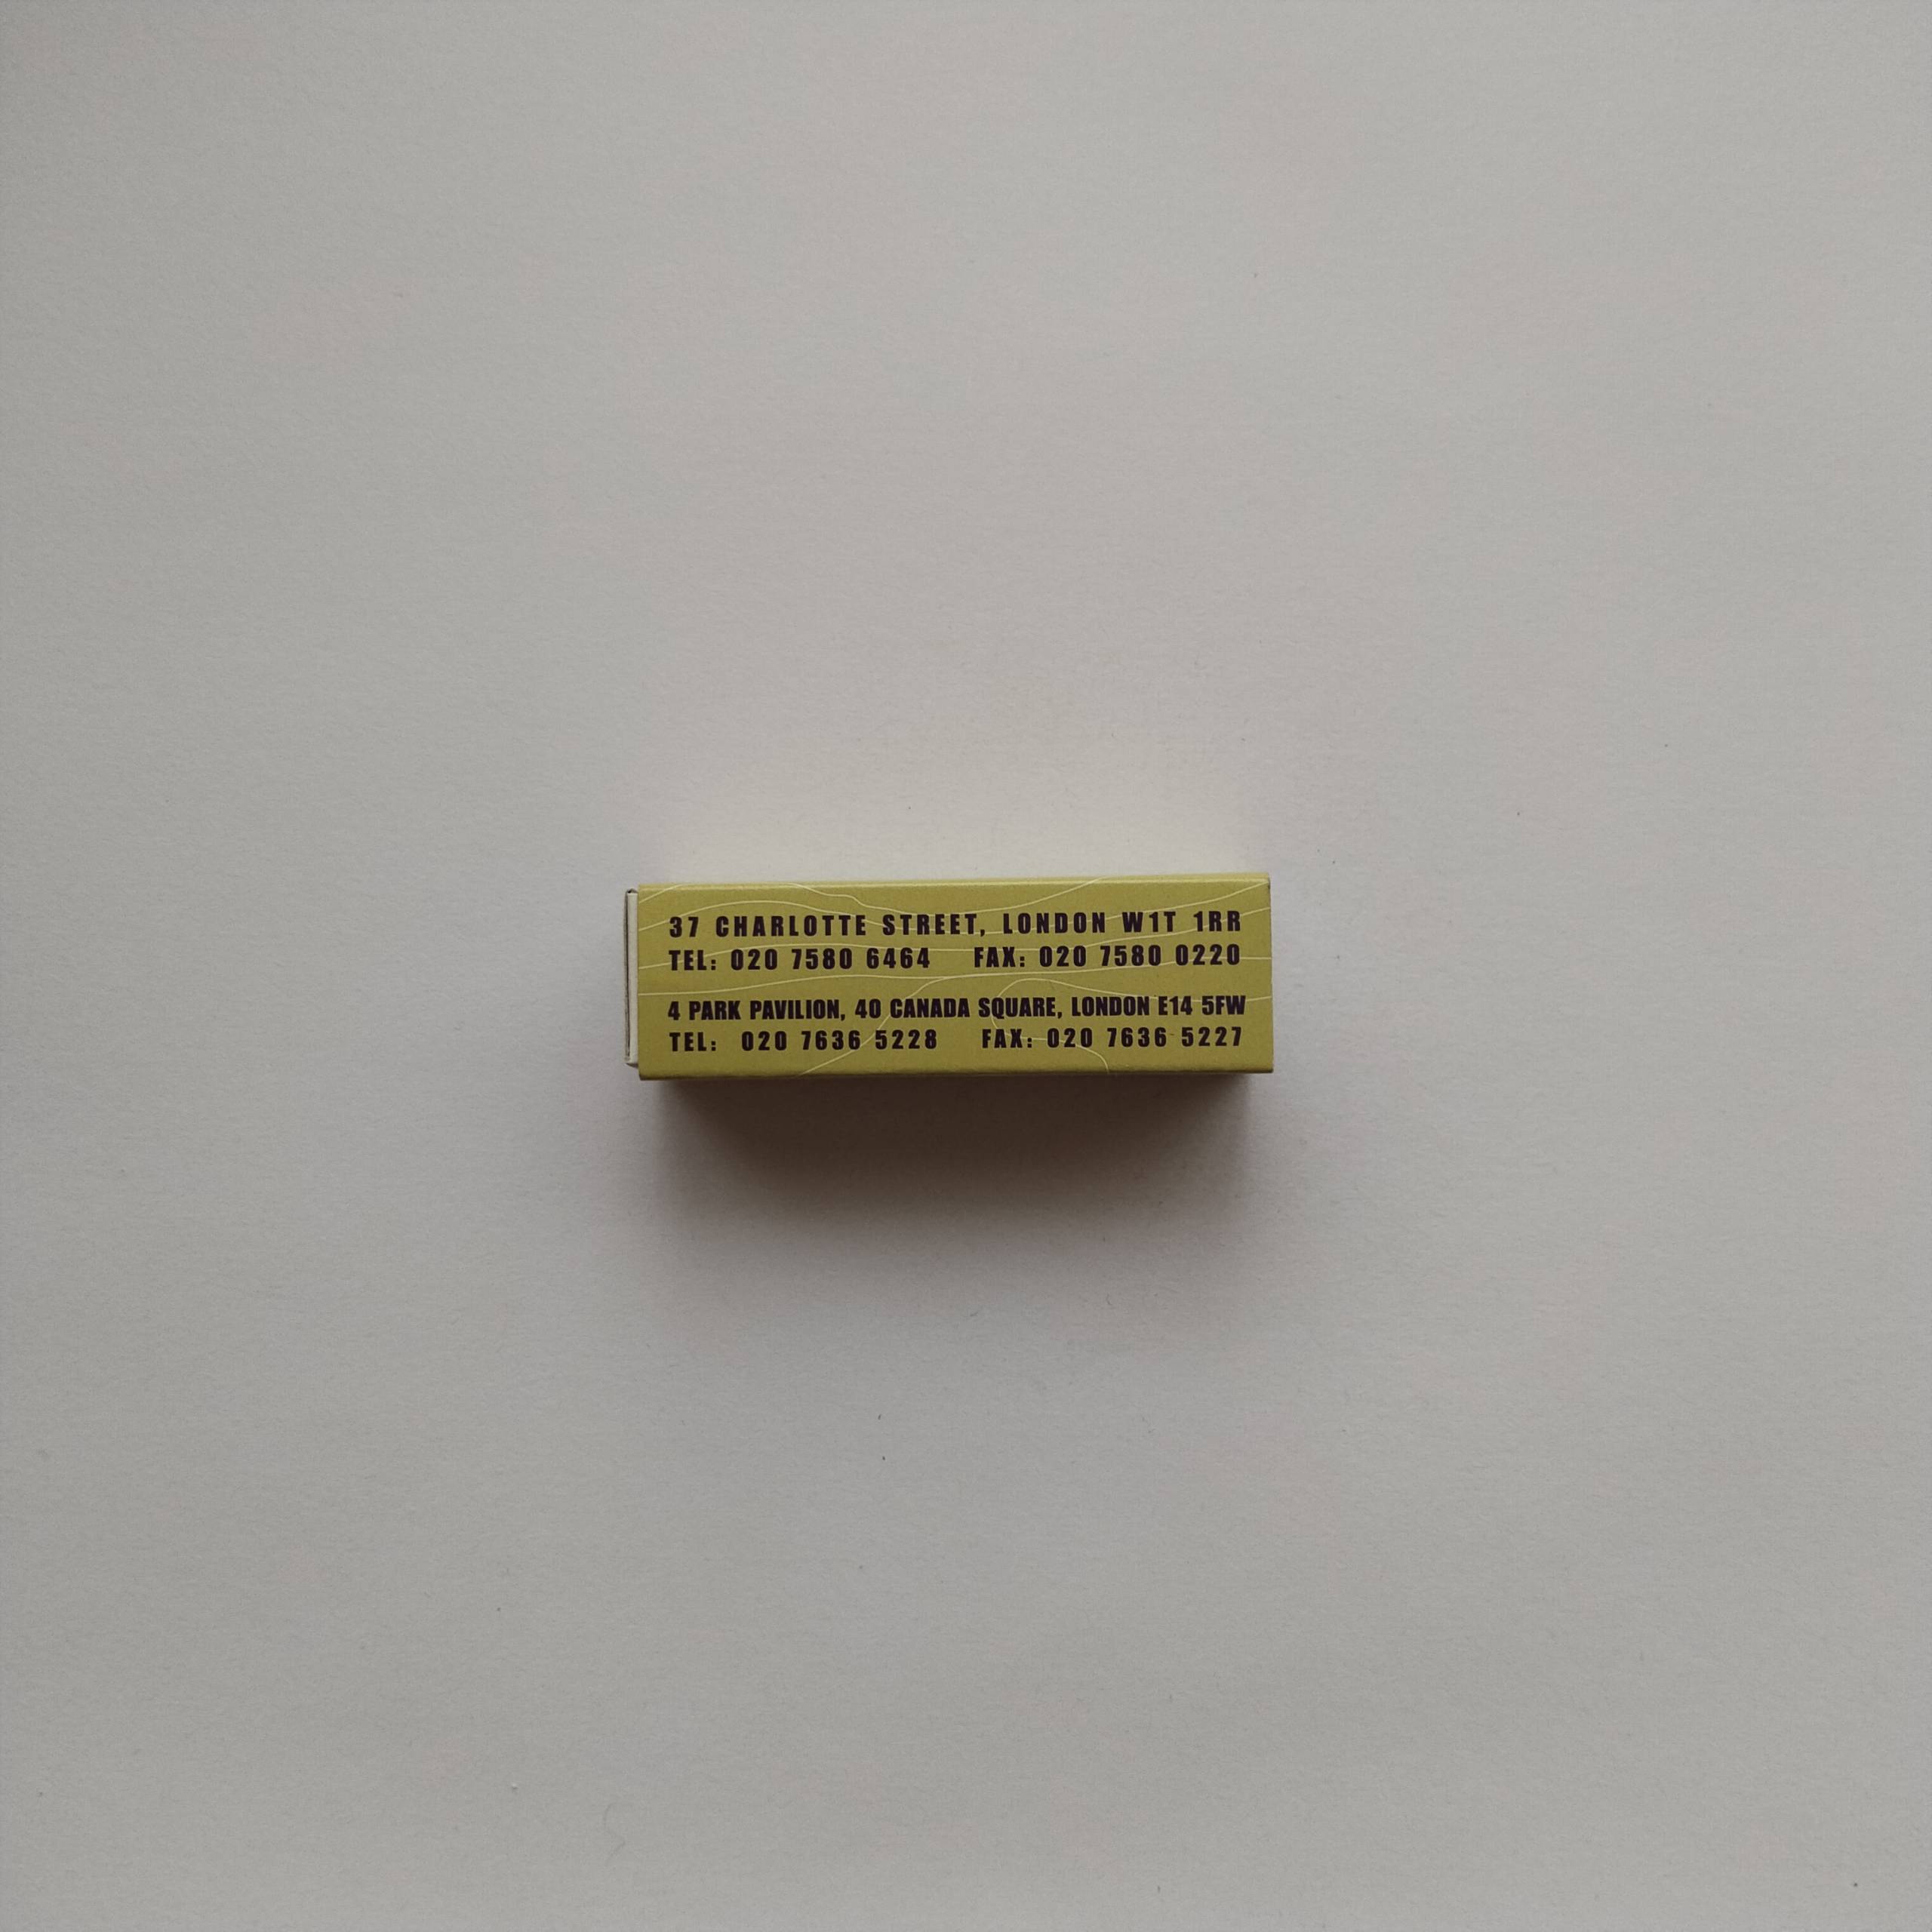 37 CHARLOTTE STREET, LONDON W1T 1RR
TEL: 020 7580 6464 FAX: 020 7580 0220
4 PARK PAVILION, 40 CANADA SQUARE, LONDON E14 5FW
TEL: 020 7636 5228 FAX: 020 7636 5227